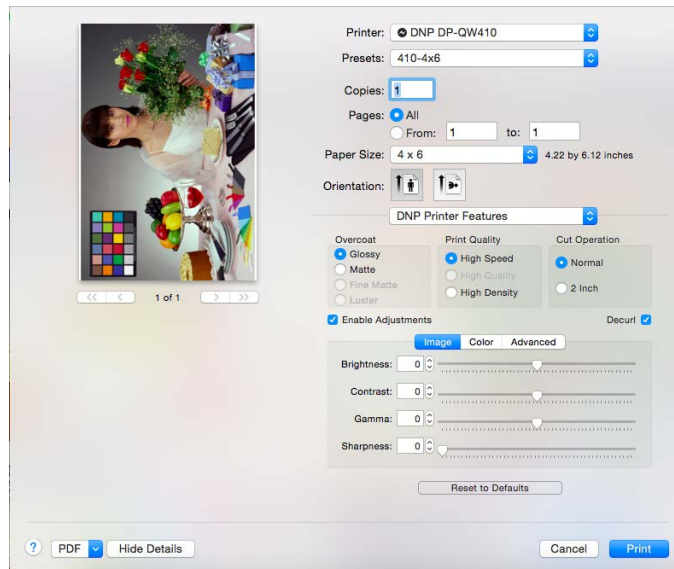 Printer: DNP DP-QW410
Presets: 410-4x6
Copies: 1
Pages: All
From: 1 to: 1
Paper Size: 4 x 6 4.22 by 6.12 inches
Orientation:
DNP Printer Features
Overcoat Print Quality Cut Operation
Glossy High Speed Normal
Matte High Quality
Fine Matte High Density 2 Inch
Luster
<< < 1 of 1 > >>
Enable Adjustments Decurl
Image Color Advanced
Brightness: 0
Contrast: 0
Gamma: 0
Sharpness: 0
Reset to Defaults
? PDF Hide Details Cancel Print